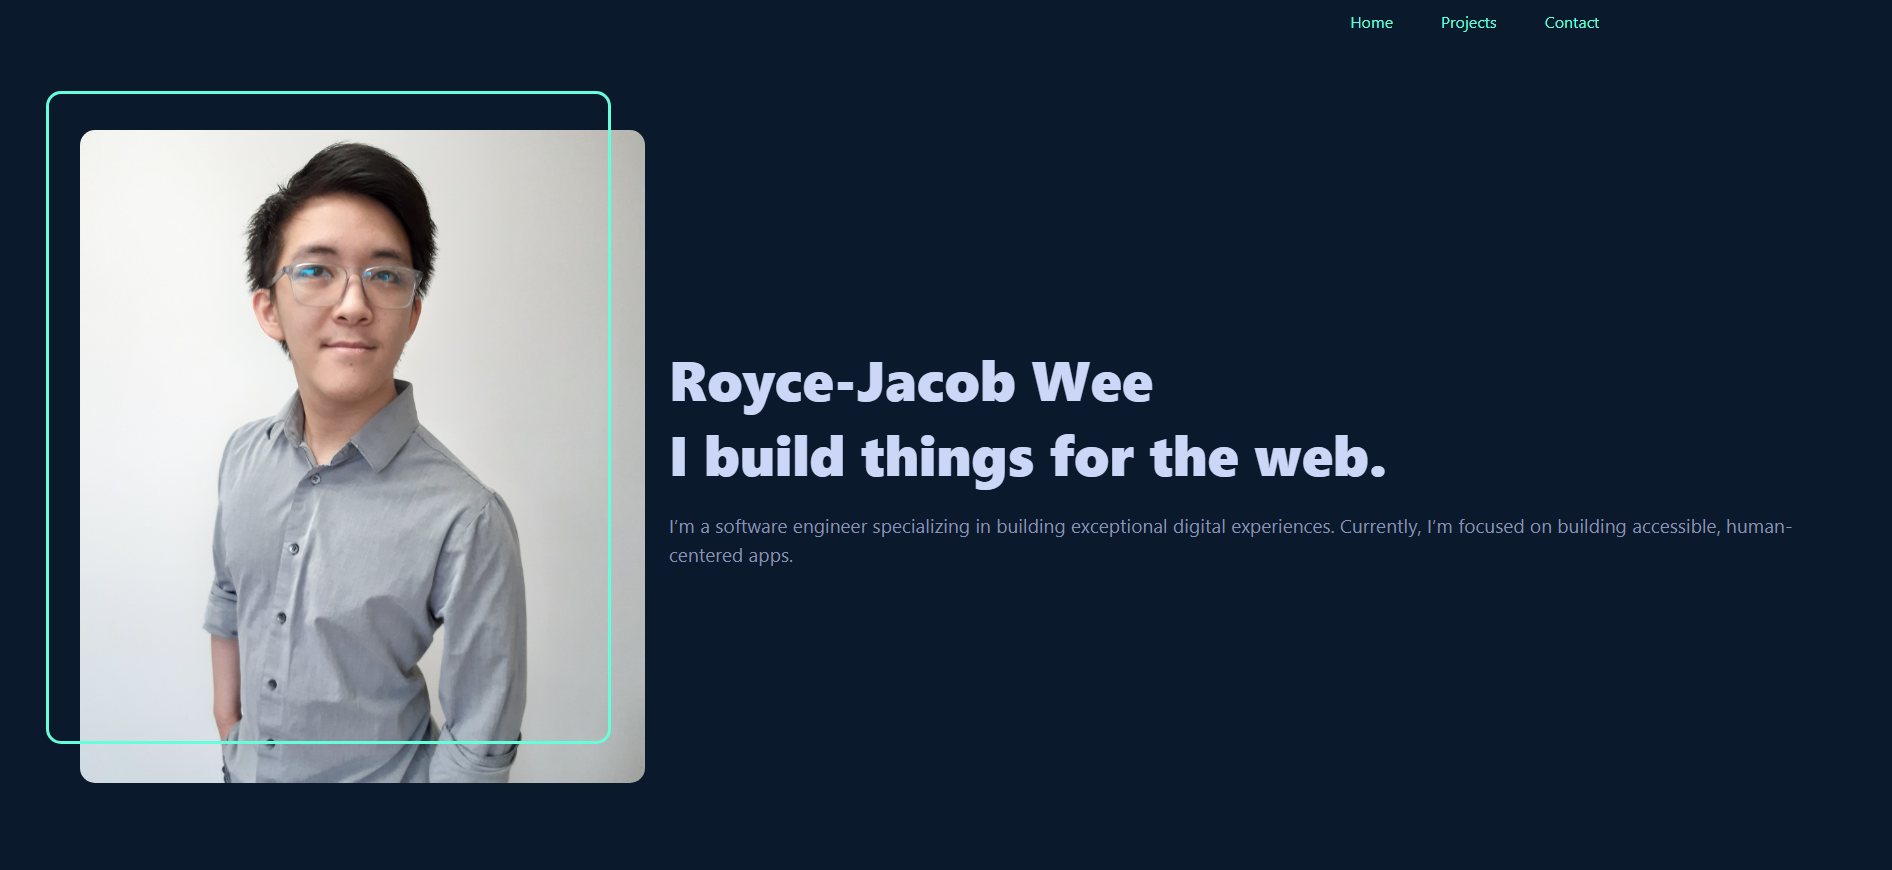 Home Projects Contact
Royce-Jacob Wee
I build things for the web.
I’m a software engineer specializing in building exceptional digital experiences. Currently, I’m focused on building accessible, human-
centered apps.